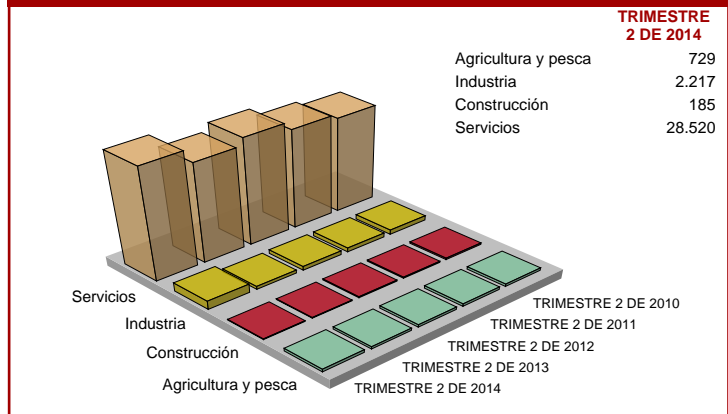 TRIMESTRE
2 DE 2014
Agricultura y pesca 729
Industria 2.217
Construcción 185
Servicios 28.520
Servicios
Industria
Construcción
Agricultura y pesca
TRIMESTRE 2 DE 2010
TRIMESTRE 2 DE 2011
TRIMESTRE 2 DE 2012
TRIMESTRE 2 DE 2013
TRIMESTRE 2 DE 2014